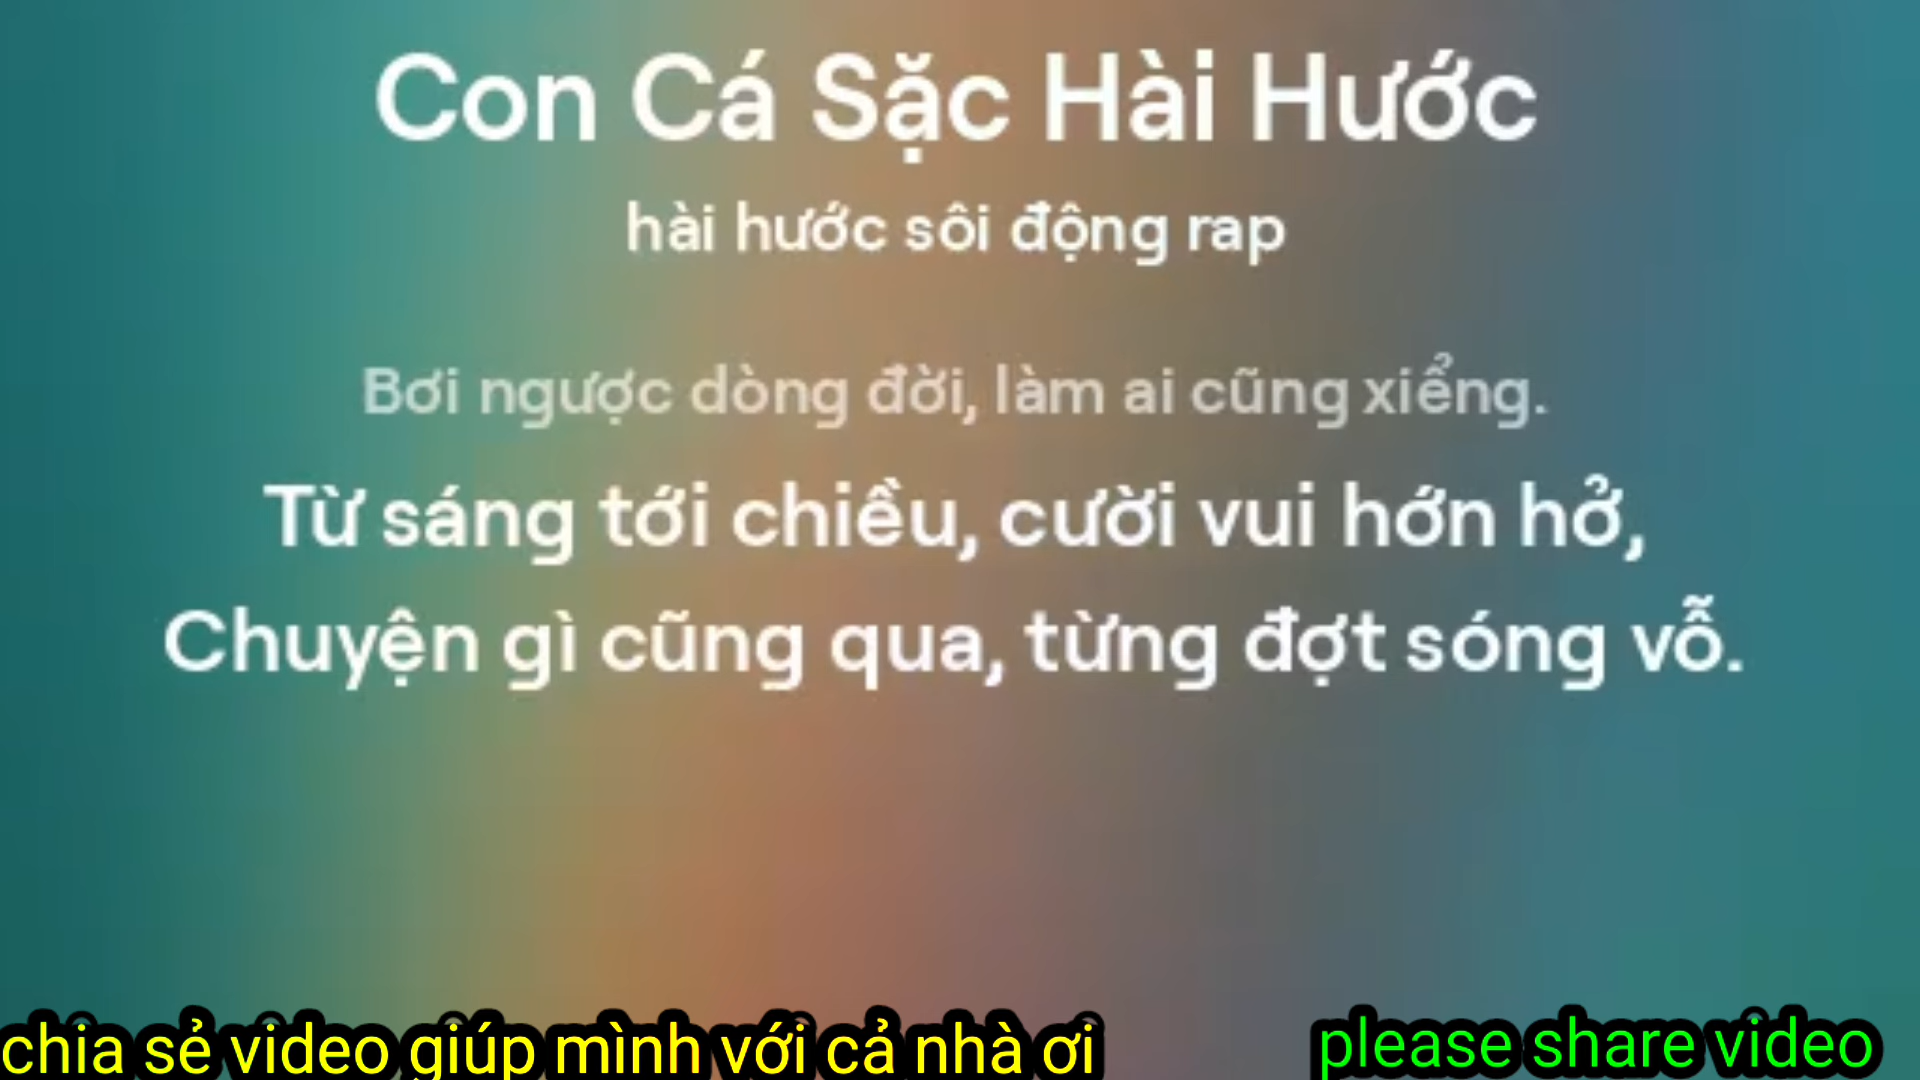 Con Cá Sặc Hài Hước
hài hước sôi động rap
Bơi ngược dòng đời, làm ai cũng xiểng.
Từ sáng tới chiều, cười vui hớn hở,
Chuyện gì cũng qua, từng đợt sóng vỗ.
chia sẻ video giúp mình với cả nhà ơi
please share video